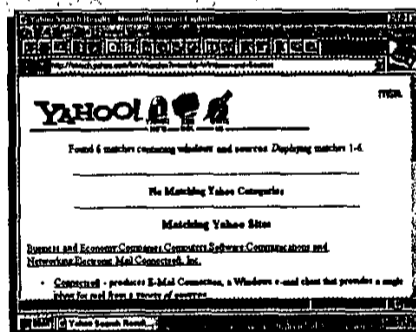 Yahoo Search Results - Microsoft Internet Explorer
YAHOO!
Found 6 matches containing windows and sources. Displaying matches 1-6.
No Matching Yahoo Categories
Matching Yahoo Sites
Business and Economy:Companies:Computers:Software:Communications and
Networking:Electronic Mail:Connectsoft, Inc.
• Connectsoft - produces E-Mail Connection, a Windows e-mail client that provides a single
inbox for mail from a variety of sources
Yahoo Search Resul...